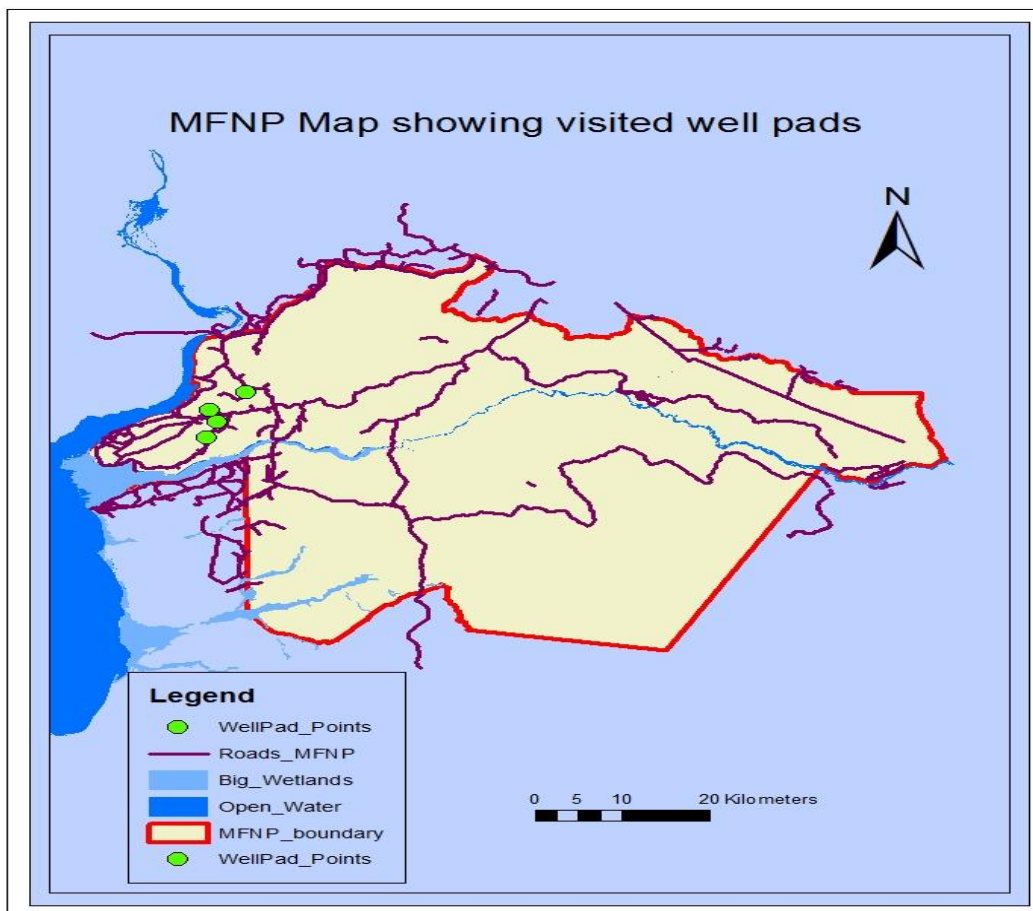 MFNP Map showing visited well pads
N
Legend
WellPad_Points
Roads_MFNP
Big_Wetlands
Open_Water
MFNP_boundary
WellPad_Points
0 5 10 20 Kilometers